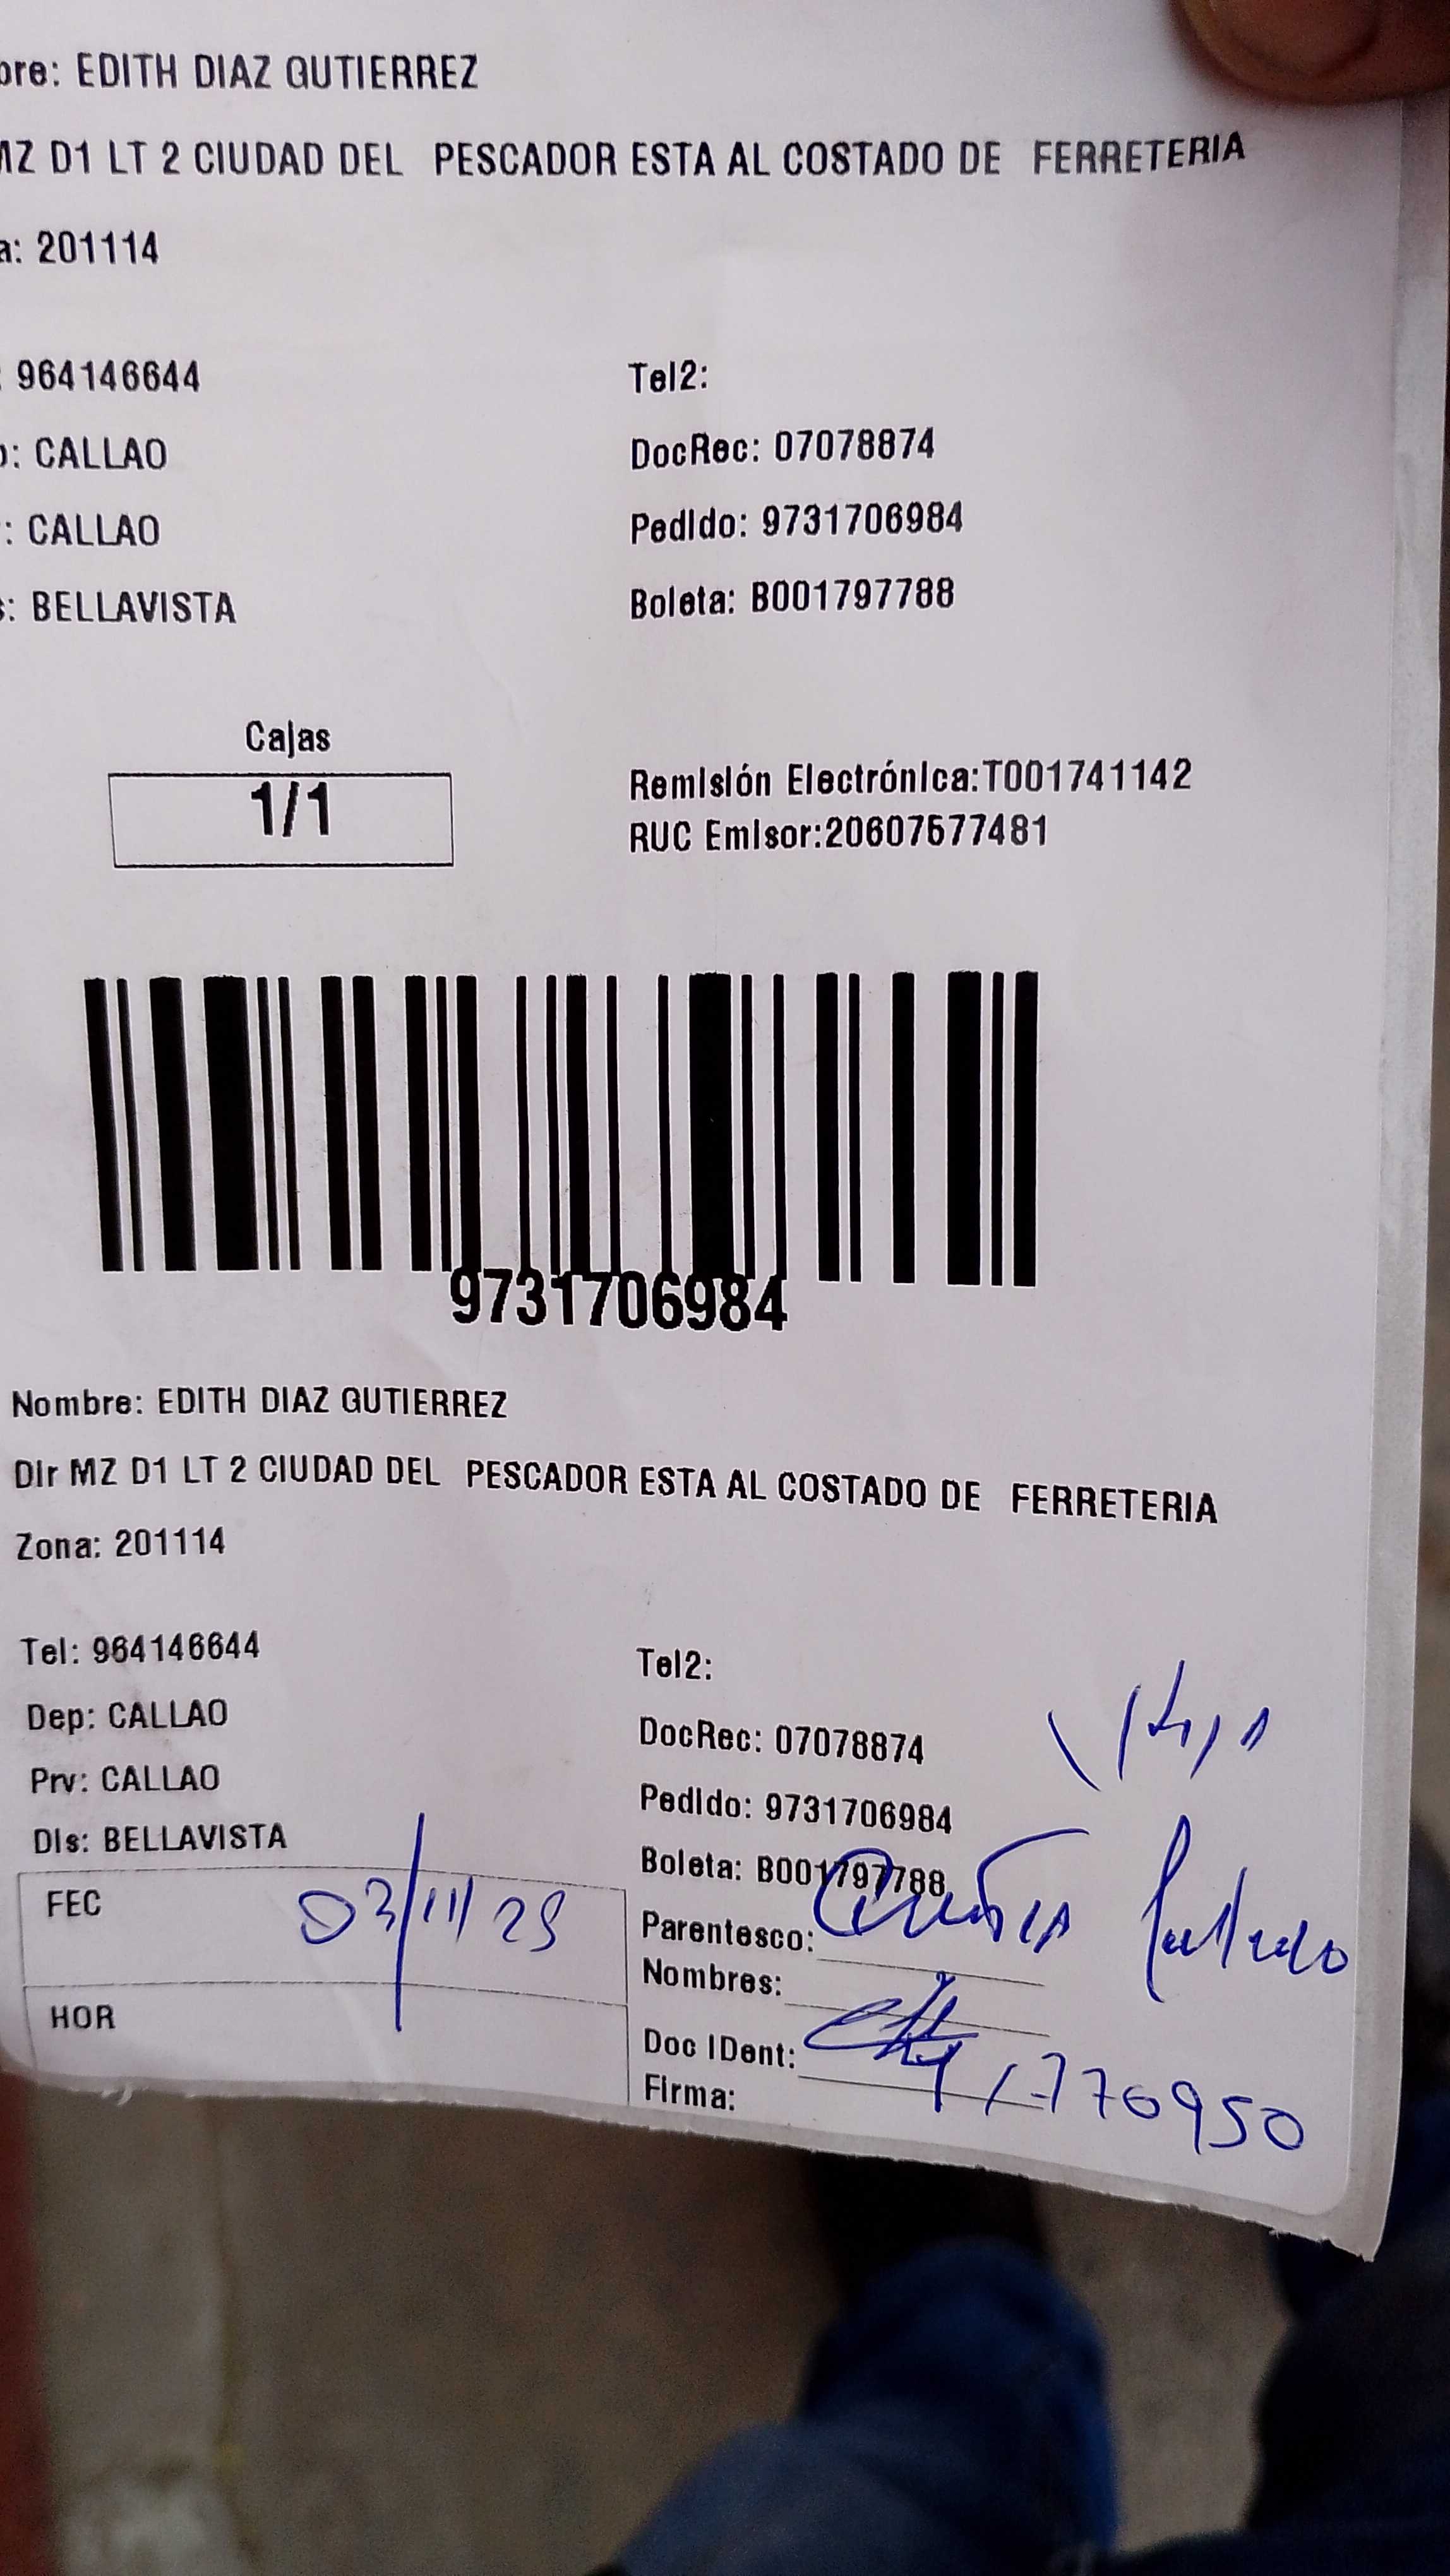 bre: EDITH DIAZ GUTIERREZ
MZ D1 LT 2 CIUDAD DEL PESCADOR ESTA AL COSTADO DE FERRETERIA
a: 201114
: 964146644
Tel2:
p: CALLAO
DocRec: 07078874
: CALLAO
Pedido: 9731706984
s: BELLAVISTA
Boleta: B001797788
Cajas
1/1
Remisión Electrónica:T001741142
RUC Emisor:20607577481
9731706984
Nombre: EDITH DIAZ GUTIERREZ
Dir MZ D1 LT 2 CIUDAD DEL PESCADOR ESTA AL COSTADO DE FERRETERIA
Zona: 201114
Tel: 964146644
Tel2:
Dep: CALLAO
DocRec: 07078874
Prv: CALLAO
Pedido: 9731706984
Dis: BELLAVISTA
Boleta: B001797788
FEC 03/11/25
Parentesco:
Nombres:
HOR
Doc IDent:
Firma: